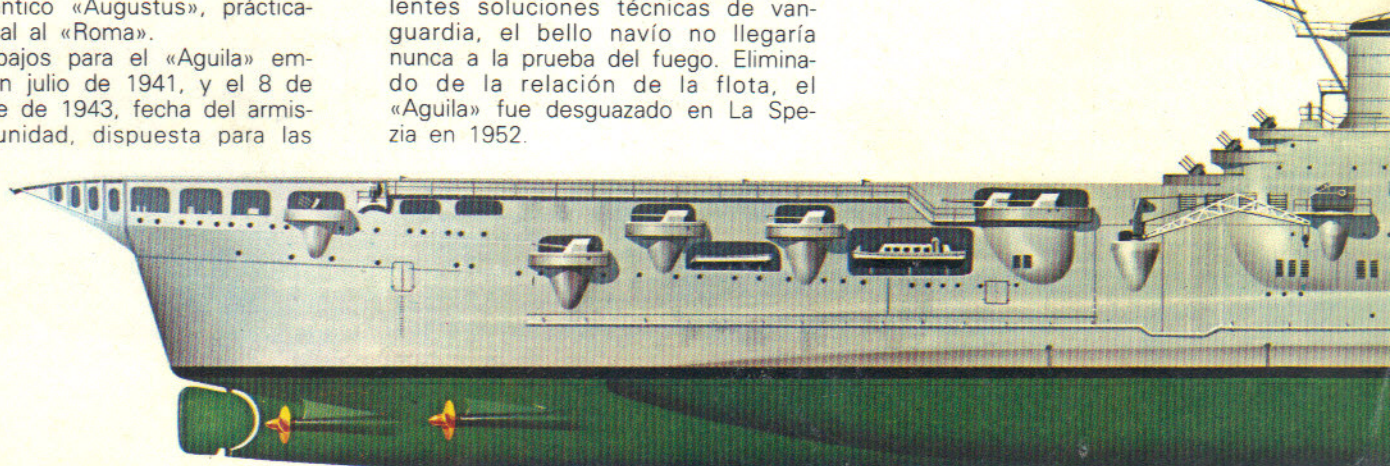 ntico «Augustus», práctica-
al al «Roma».
bajos para el «Aguila» em-
n julio de 1941, y el 8 de
e de 1943, fecha del armis-
unidad, dispuesta para las
lentes soluciones técnicas de van-
guardia, el bello navío no llegaría
nunca a la prueba del fuego. Elimina-
do de la relación de la flota, el
«Aguila» fue desguazado en La Spe-
zia en 1952.